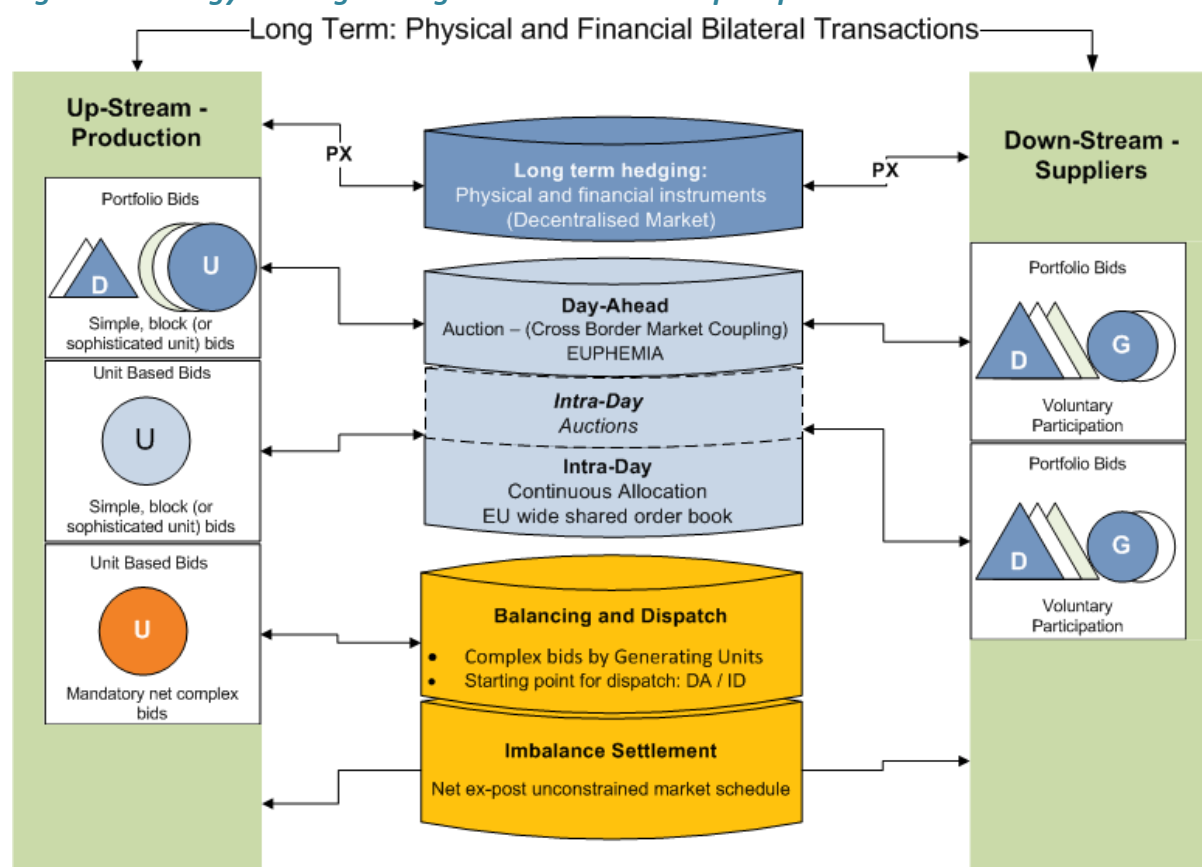 Long Term: Physical and Financial Bilateral Transactions
Up-Stream -
Production
Portfolio Bids
D
U
Simple, block (or
sophisticated unit) bids
Unit Based Bids
U
Simple, block (or
sophisticated unit) bids
Unit Based Bids
U
Mandatory net complex
bids
PX
Long term hedging:
Physical and financial instruments
(Decentralised Market)
PX
Day-Ahead
Auction – (Cross Border Market Coupling)
EUPHEMIA
Intra-Day
Auctions
Intra-Day
Continuous Allocation
EU wide shared order book
Balancing and Dispatch
• Complex bids by Generating Units
• Starting point for dispatch: DA / ID
Imbalance Settlement
Net ex-post unconstrained market schedule
Down-Stream -
Suppliers
Portfolio Bids
D
G
Voluntary
Participation
Portfolio Bids
D
G
Voluntary
Participation